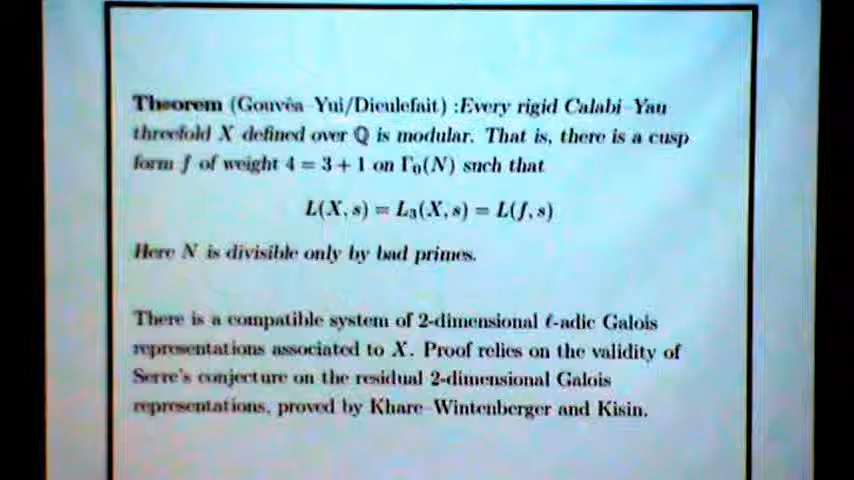 Theorem (Gouvêa–Yui/Dieulefait) :Every rigid Calabi–Yau
threefold X defined over ℚ is modular. That is, there is a cusp
form f of weight 4 = 3 + 1 on Γ₀(N) such that
L(X, s) = L₃(X, s) = L(f, s)
Here N is divisible only by bad primes.
There is a compatible system of 2-dimensional ℓ-adic Galois
representations associated to X. Proof relies on the validity of
Serre's conjecture on the residual 2-dimensional Galois
representations, proved by Khare–Wintenberger and Kisin.